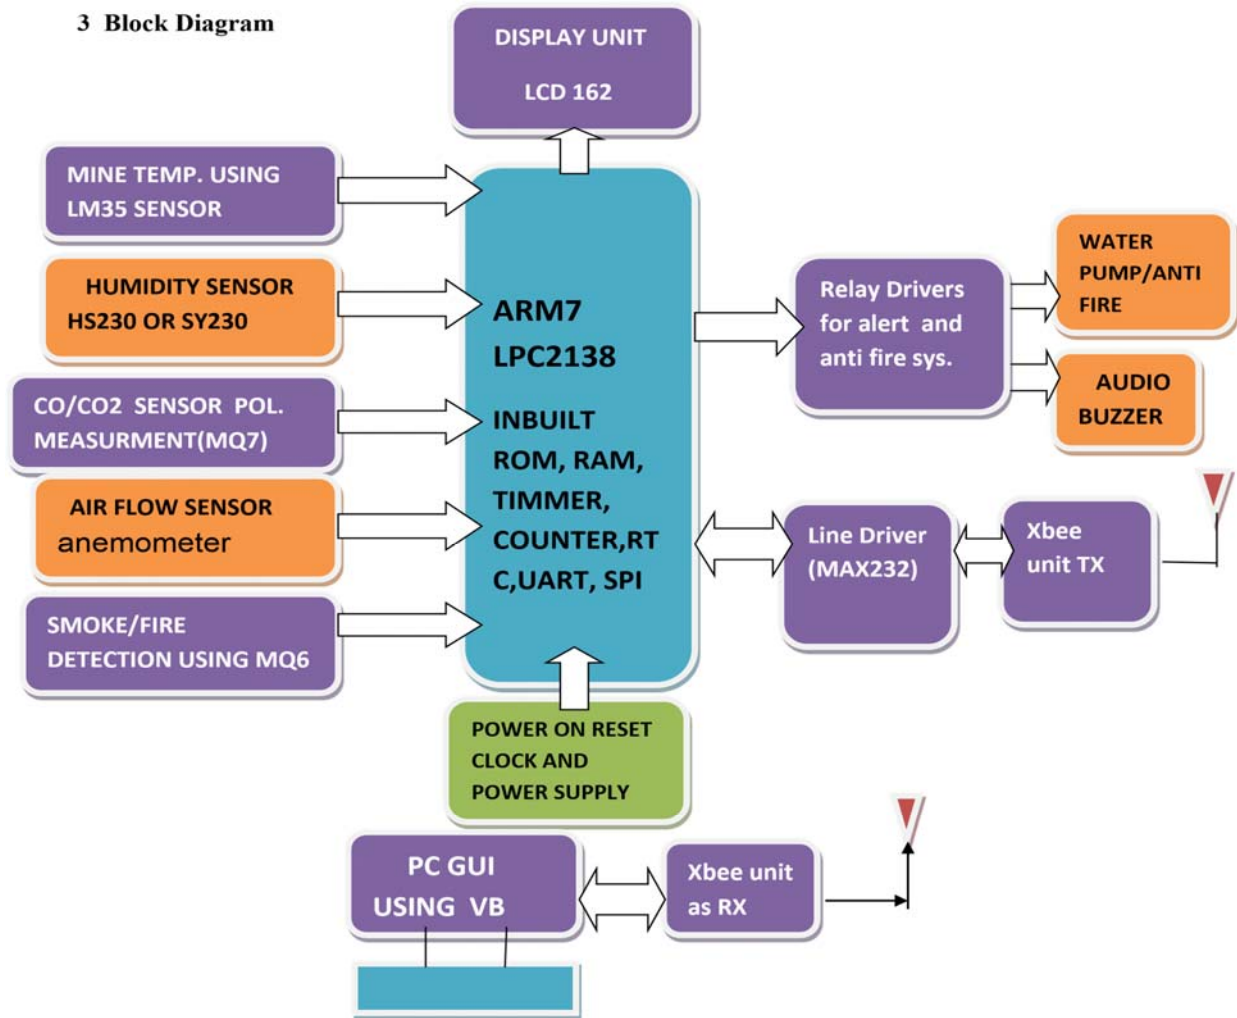 3 Block Diagram
DISPLAY UNIT
LCD 162
MINE TEMP. USING
LM35 SENSOR
HUMIDITY SENSOR
HS230 OR SY230
CO/CO2 SENSOR POL.
MEASURMENT(MQ7)
AIR FLOW SENSOR
anemometer
SMOKE/FIRE
DETECTION USING MQ6
ARM7
LPC2138
INBUILT
ROM, RAM,
TIMMER,
COUNTER,RT
C,UART, SPI
POWER ON RESET
CLOCK AND
POWER SUPPLY
Relay Drivers
for alert and
anti fire sys.
WATER
PUMP/ANTI
FIRE
AUDIO
BUZZER
Line Driver
(MAX232)
Xbee
unit TX
PC GUI
USING VB
Xbee unit
as RX